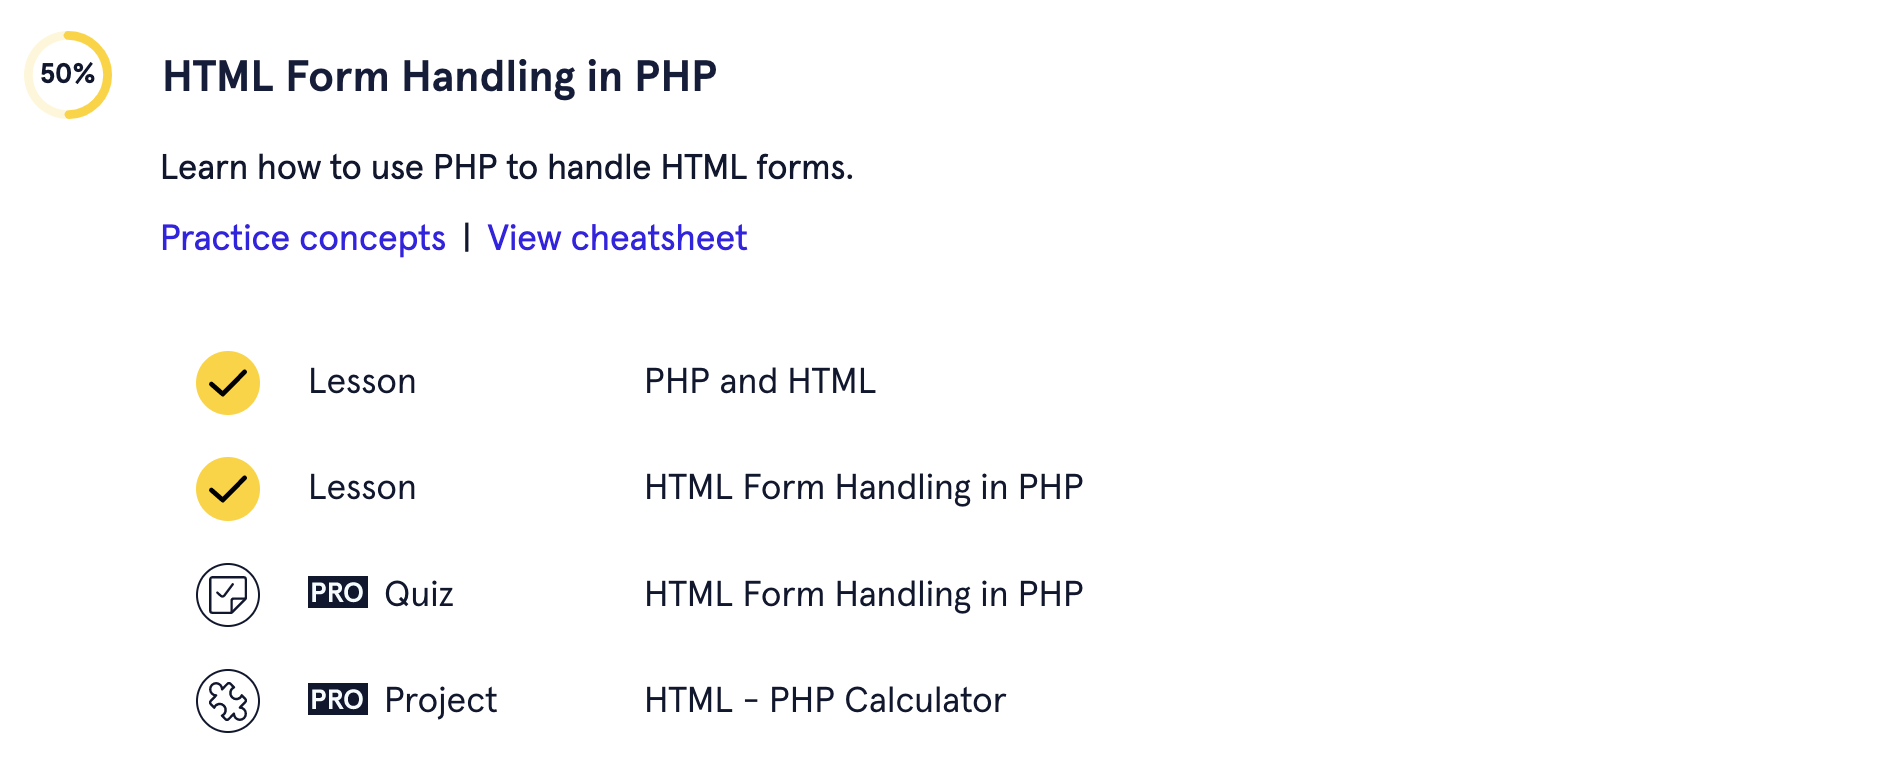 50%
HTML Form Handling in PHP
Learn how to use PHP to handle HTML forms.
Practice concepts | View cheatsheet
Lesson PHP and HTML
Lesson HTML Form Handling in PHP
PRO Quiz HTML Form Handling in PHP
PRO Project HTML - PHP Calculator